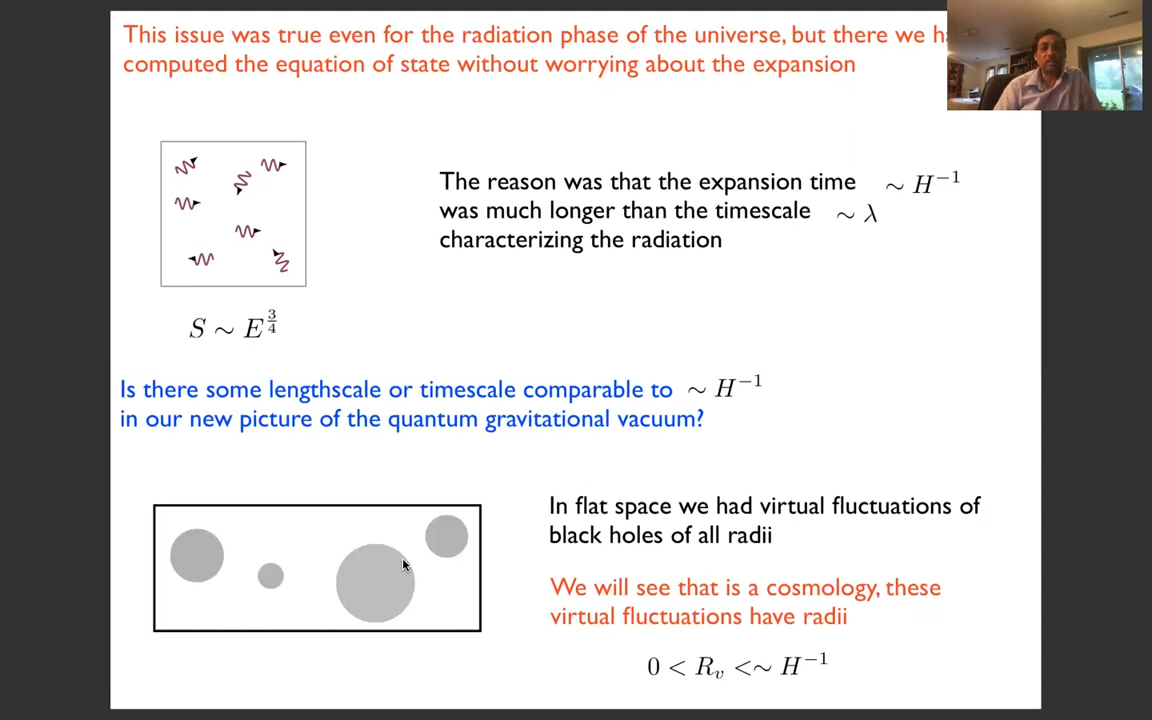 This issue was true even for the radiation phase of the universe, but there we
computed the equation of state without worrying about the expansion
The reason was that the expansion time ∼ H⁻¹
was much longer than the timescale ∼ λ
characterizing the radiation
S ∼ E^{3/4}
Is there some lengthscale or timescale comparable to ∼ H⁻¹
in our new picture of the quantum gravitational vacuum?
In flat space we had virtual fluctuations of
black holes of all radii
We will see that is a cosmology, these
virtual fluctuations have radii
0 < R_v <∼ H⁻¹